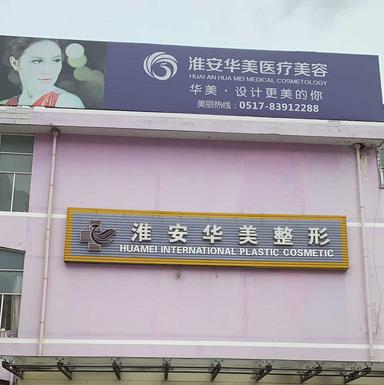 淮安华美医疗美容
HUAI AN HUA MEI MEDICAL COSMETOLOGY
华美·设计更美的你
美丽热线：0517-83912288
淮安华美整形
HUAMEI INTERNATIONAL PLASTIC COSMETIC